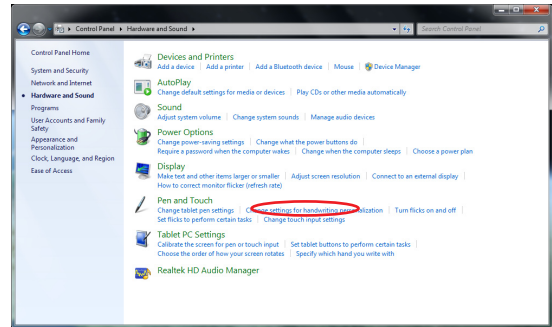 Control Panel ▸ Hardware and Sound ▸
Search Control Panel
Control Panel Home
System and Security
Network and Internet
Hardware and Sound
Programs
User Accounts and Family
Safety
Appearance and
Personalization
Clock, Language, and Region
Ease of Access
Devices and Printers
Add a device | Add a printer | Add a Bluetooth device | Mouse | Device Manager
AutoPlay
Change default settings for media or devices | Play CDs or other media automatically
Sound
Adjust system volume | Change system sounds | Manage audio devices
Power Options
Change power-saving settings | Change what the power buttons do
Require a password when the computer wakes | Change when the computer sleeps | Choose a power plan
Display
Make text and other items larger or smaller | Adjust screen resolution | Connect to an external display
How to correct monitor flicker (refresh rate)
Pen and Touch
Change tablet pen settings | Change settings for handwriting personalization | Turn flicks on and off
Set flicks to perform certain tasks | Change touch input settings
Tablet PC Settings
Calibrate the screen for pen or touch input | Set tablet buttons to perform certain tasks
Choose the order of how your screen rotates | Specify which hand you write with
Realtek HD Audio Manager